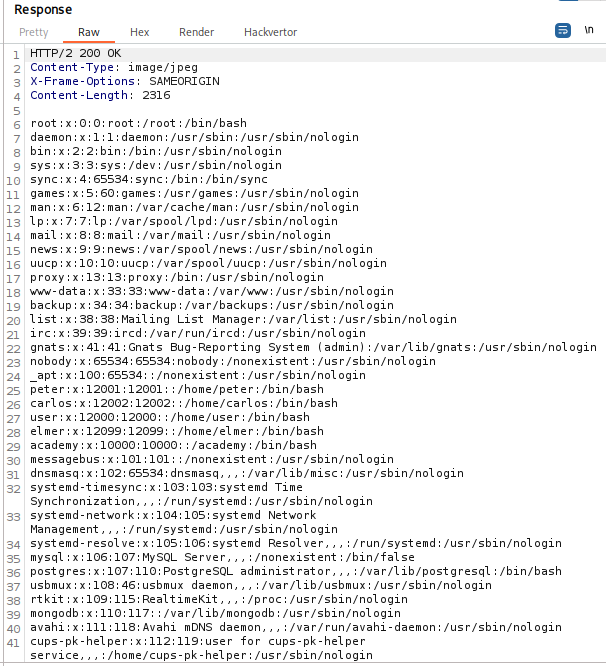 Response
Pretty Raw Hex Render Hackvertor \n
1 HTTP/2 200 OK
2 Content-Type: image/jpeg
3 X-Frame-Options: SAMEORIGIN
4 Content-Length: 2316
5
6 root:x:0:0:root:/root:/bin/bash
7 daemon:x:1:1:daemon:/usr/sbin:/usr/sbin/nologin
8 bin:x:2:2:bin:/bin:/usr/sbin/nologin
9 sys:x:3:3:sys:/dev:/usr/sbin/nologin
10 sync:x:4:65534:sync:/bin:/bin/sync
11 games:x:5:60:games:/usr/games:/usr/sbin/nologin
12 man:x:6:12:man:/var/cache/man:/usr/sbin/nologin
13 lp:x:7:7:lp:/var/spool/lpd:/usr/sbin/nologin
14 mail:x:8:8:mail:/var/mail:/usr/sbin/nologin
15 news:x:9:9:news:/var/spool/news:/usr/sbin/nologin
16 uucp:x:10:10:uucp:/var/spool/uucp:/usr/sbin/nologin
17 proxy:x:13:13:proxy:/bin:/usr/sbin/nologin
18 www-data:x:33:33:www-data:/var/www:/usr/sbin/nologin
19 backup:x:34:34:backup:/var/backups:/usr/sbin/nologin
20 list:x:38:38:Mailing List Manager:/var/list:/usr/sbin/nologin
21 irc:x:39:39:ircd:/var/run/ircd:/usr/sbin/nologin
22 gnats:x:41:41:Gnats Bug-Reporting System (admin):/var/lib/gnats:/usr/sbin/nologin
23 nobody:x:65534:65534:nobody:/nonexistent:/usr/sbin/nologin
24 _apt:x:100:65534::/nonexistent:/usr/sbin/nologin
25 peter:x:12001:12001::/home/peter:/bin/bash
26 carlos:x:12002:12002::/home/carlos:/bin/bash
27 user:x:12000:12000::/home/user:/bin/bash
28 elmer:x:12099:12099::/home/elmer:/bin/bash
29 academy:x:10000:10000::/academy:/bin/bash
30 messagebus:x:101:101::/nonexistent:/usr/sbin/nologin
31 dnsmasq:x:102:65534:dnsmasq,,,:/var/lib/misc:/usr/sbin/nologin
32 systemd-timesync:x:103:103:systemd Time
Synchronization,,,:/run/systemd:/usr/sbin/nologin
33 systemd-network:x:104:105:systemd Network
Management,,,:/run/systemd:/usr/sbin/nologin
34 systemd-resolve:x:105:106:systemd Resolver,,,:/run/systemd:/usr/sbin/nologin
35 mysql:x:106:107:MySQL Server,,,:/nonexistent:/bin/false
36 postgres:x:107:110:PostgreSQL administrator,,,:/var/lib/postgresql:/bin/bash
37 usbmux:x:108:46:usbmux daemon,,,:/var/lib/usbmux:/usr/sbin/nologin
38 rtkit:x:109:115:RealtimeKit,,,:/proc:/usr/sbin/nologin
39 mongodb:x:110:117::/var/lib/mongodb:/usr/sbin/nologin
40 avahi:x:111:118:Avahi mDNS daemon,,,:/var/run/avahi-daemon:/usr/sbin/nologin
41 cups-pk-helper:x:112:119:user for cups-pk-helper
service,,,:/home/cups-pk-helper:/usr/sbin/nologin